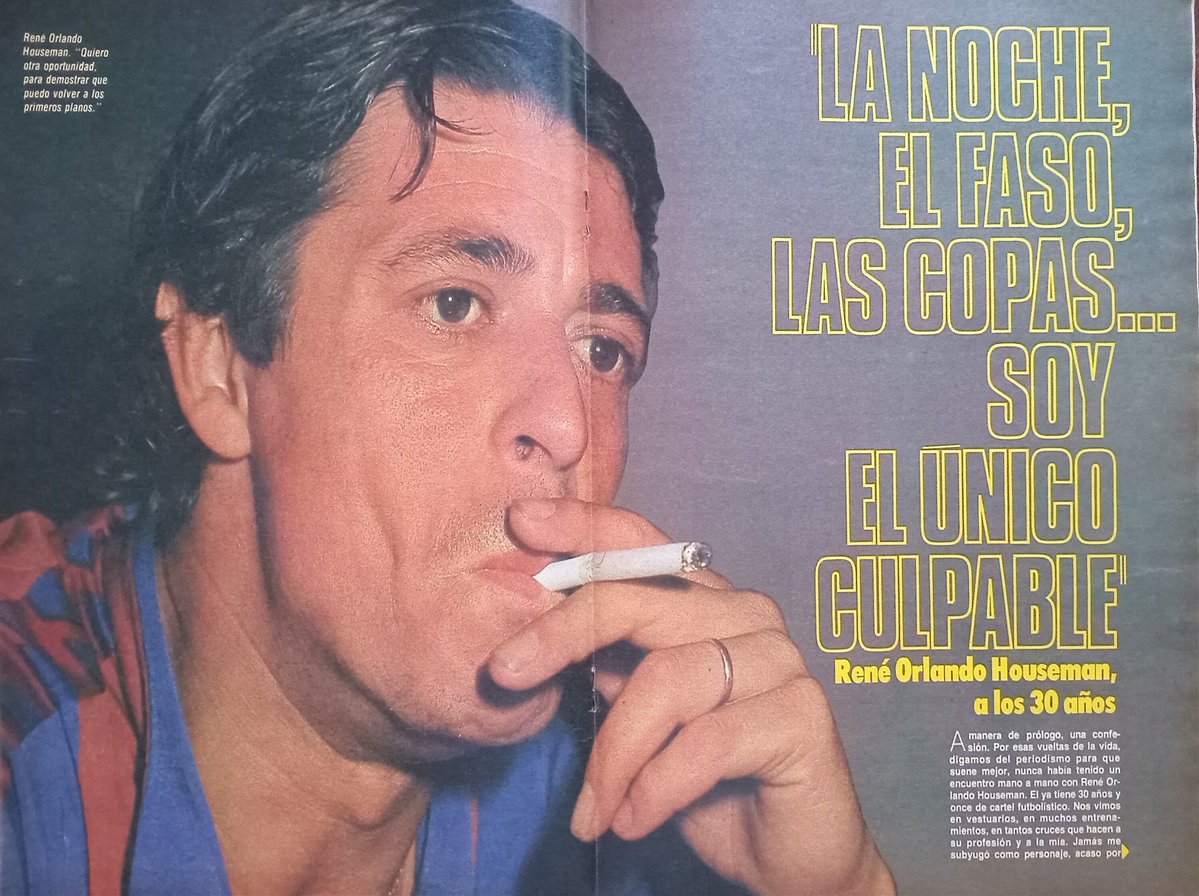 René Orlando
Houseman. "Quiero
otra oportunidad,
para demostrar que
puedo volver a los
primeros planos."
"LA NOCHE,
EL FASO,
LAS COPAS...
SOY
EL ÚNICO
CULPABLE"
René Orlando Houseman,
a los 30 años
A manera de prólogo, una confe-
sión. Por esas vueltas de la vida,
digamos del periodismo para que
suene mejor, nunca había tenido un
encuentro mano a mano con René Or-
lando Houseman. El ya tiene 30 años y
once de cartel futbolístico. Nos vimos
en vestuarios, en muchos entrena-
mientos, en tantos cruces que hacen a
su profesión y a la mía. Jamás me
subyugó como personaje, acaso por